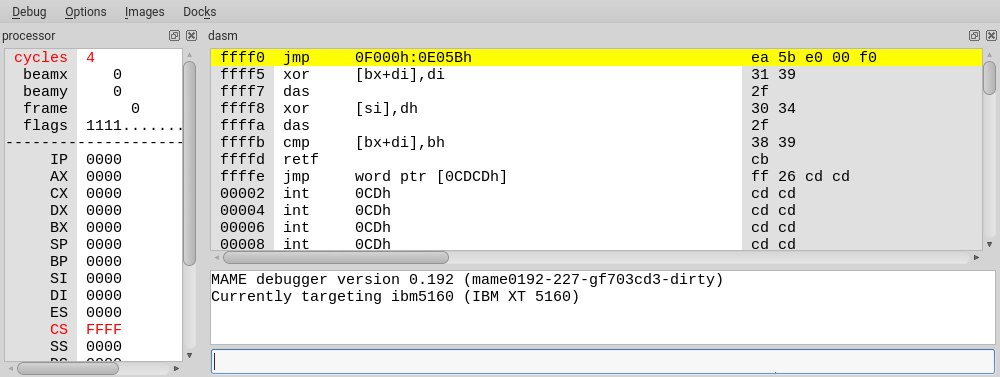 Debug Options Images Docks
processor
cycles 4
beamx 0
beamy 0
frame 0
flags 1111.......
--------------------
IP 0000
AX 0000
CX 0000
DX 0000
BX 0000
SP 0000
BP 0000
SI 0000
DI 0000
ES 0000
CS FFFF
SS 0000
dasm
ffff0 jmp 0F000h:0E05Bh ea 5b e0 00 f0
ffff5 xor [bx+di],di 31 39
ffff7 das 2f
ffff8 xor [si],dh 30 34
ffffa das 2f
ffffb cmp [bx+di],bh 38 39
ffffd retf cb
ffffe jmp word ptr [0CDCDh] ff 26 cd cd
00002 int 0CDh cd cd
00004 int 0CDh cd cd
00006 int 0CDh cd cd
00008 int 0CDh cd cd
MAME debugger version 0.192 (mame0192-227-gf703cd3-dirty)
Currently targeting ibm5160 (IBM XT 5160)